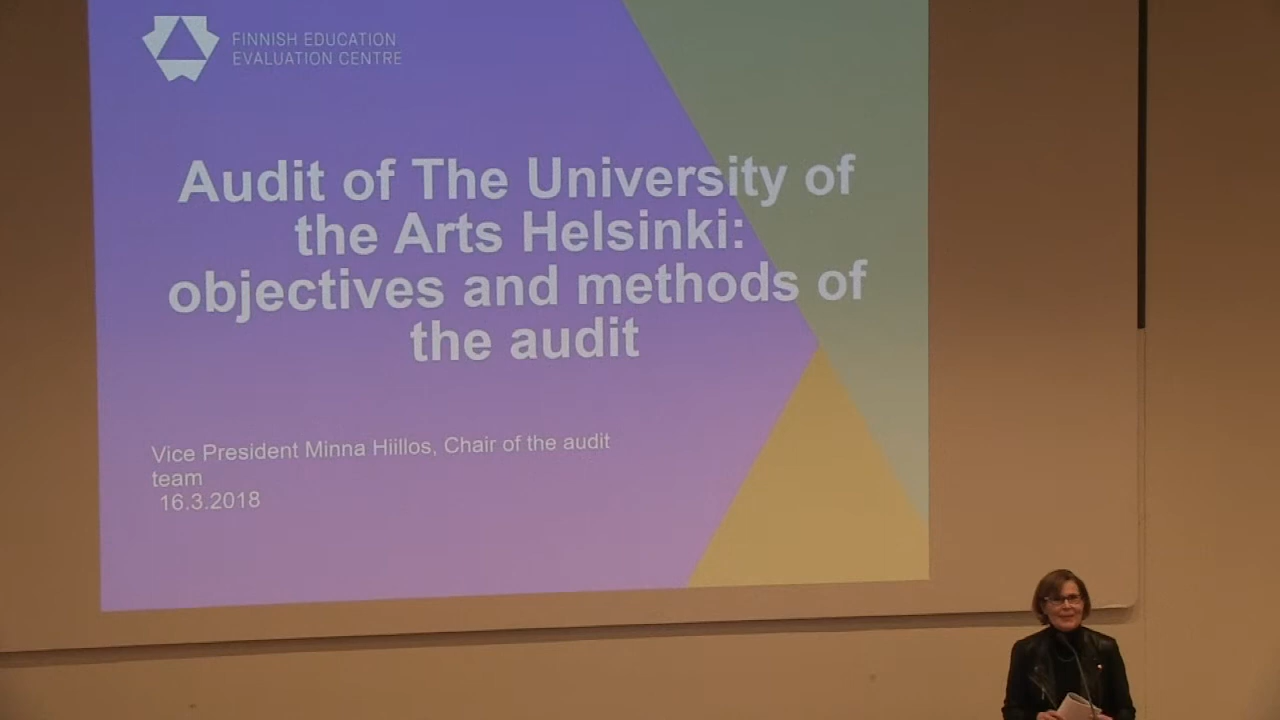 FINNISH EDUCATION
EVALUATION CENTRE
Audit of The University of
the Arts Helsinki:
objectives and methods of
the audit
Vice President Minna Hiillos, Chair of the audit
team
16.3.2018